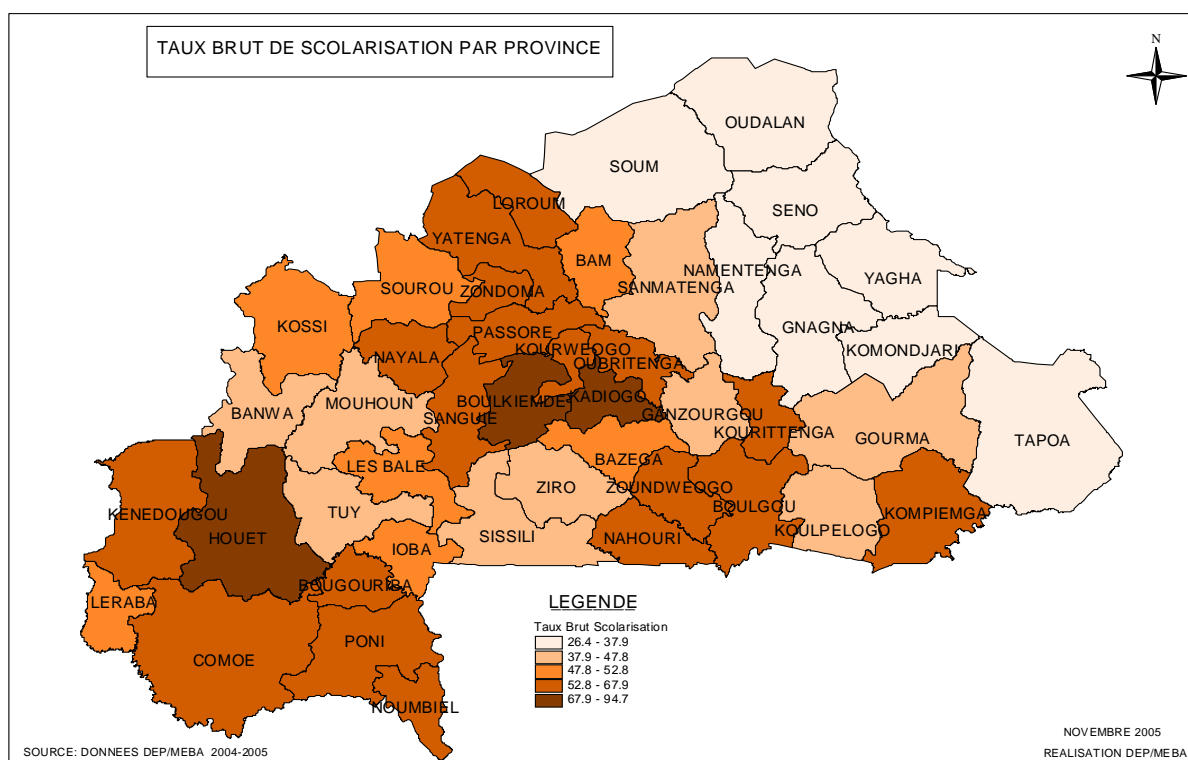 TAUX BRUT DE SCOLARISATION PAR PROVINCE
N
OUDALAN
SOUM
SENO
LOROUM
YATENGA
BAM
NAMENTENGA
YAGHA
SOUROU
ZONDOMA
SANMATENGA
KOSSI
PASSORE
GNAGNA
NAYALA
KOURWEOGO
KOMONDJARI
OUBRITENGA
BOULKIEMDE
KADIOGO
BANWA
MOUHOUN
SANGUIE
GANZOURGOU
KOURITTENGA
GOURMA
TAPOA
LES BALE
BAZEGA
ZIRO
ZOUNDWEOGO
BOULGOU
KENEDOUGOU
TUY
KOMPIEMGA
HOUET
SISSILI
NAHOURI
KOULPELOGO
IOBA
BOUGOURIBA
LERABA
PONI
COMOE
NOUMBIEL
LEGENDE
Taux Brut Scolarisation
26.4 - 37.9
37.9 - 47.8
47.8 - 52.8
52.8 - 67.9
67.9 - 94.7
SOURCE: DONNEES DEP/MEBA 2004-2005
NOVEMBRE 2005
REALISATION DEP/MEBA